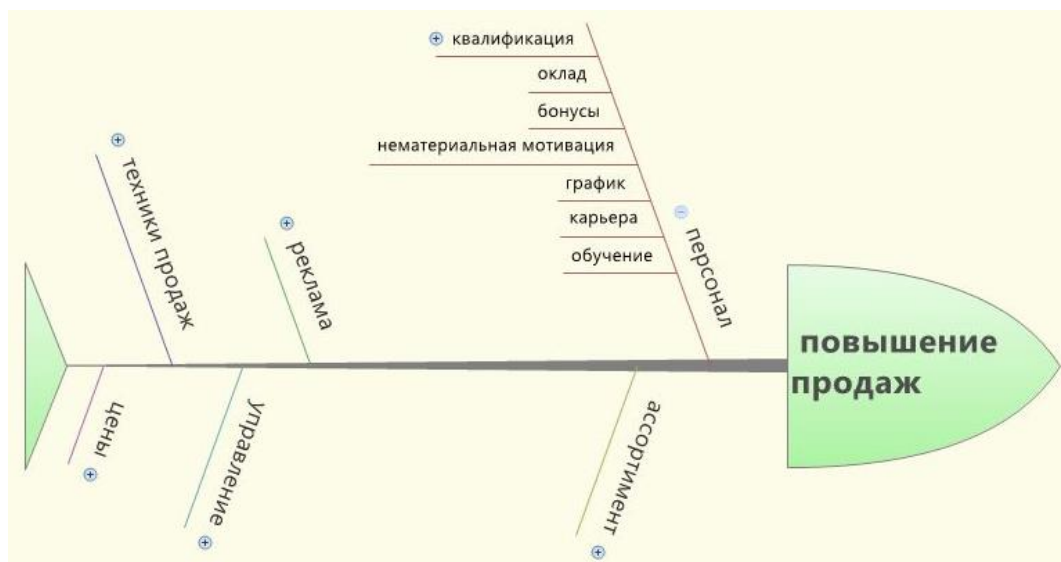 квалификация
оклад
бонусы
нематериальная мотивация
график
карьера
обучение
персонал
техники продаж
реклама
повышение
продаж
цены
управление
ассортимент